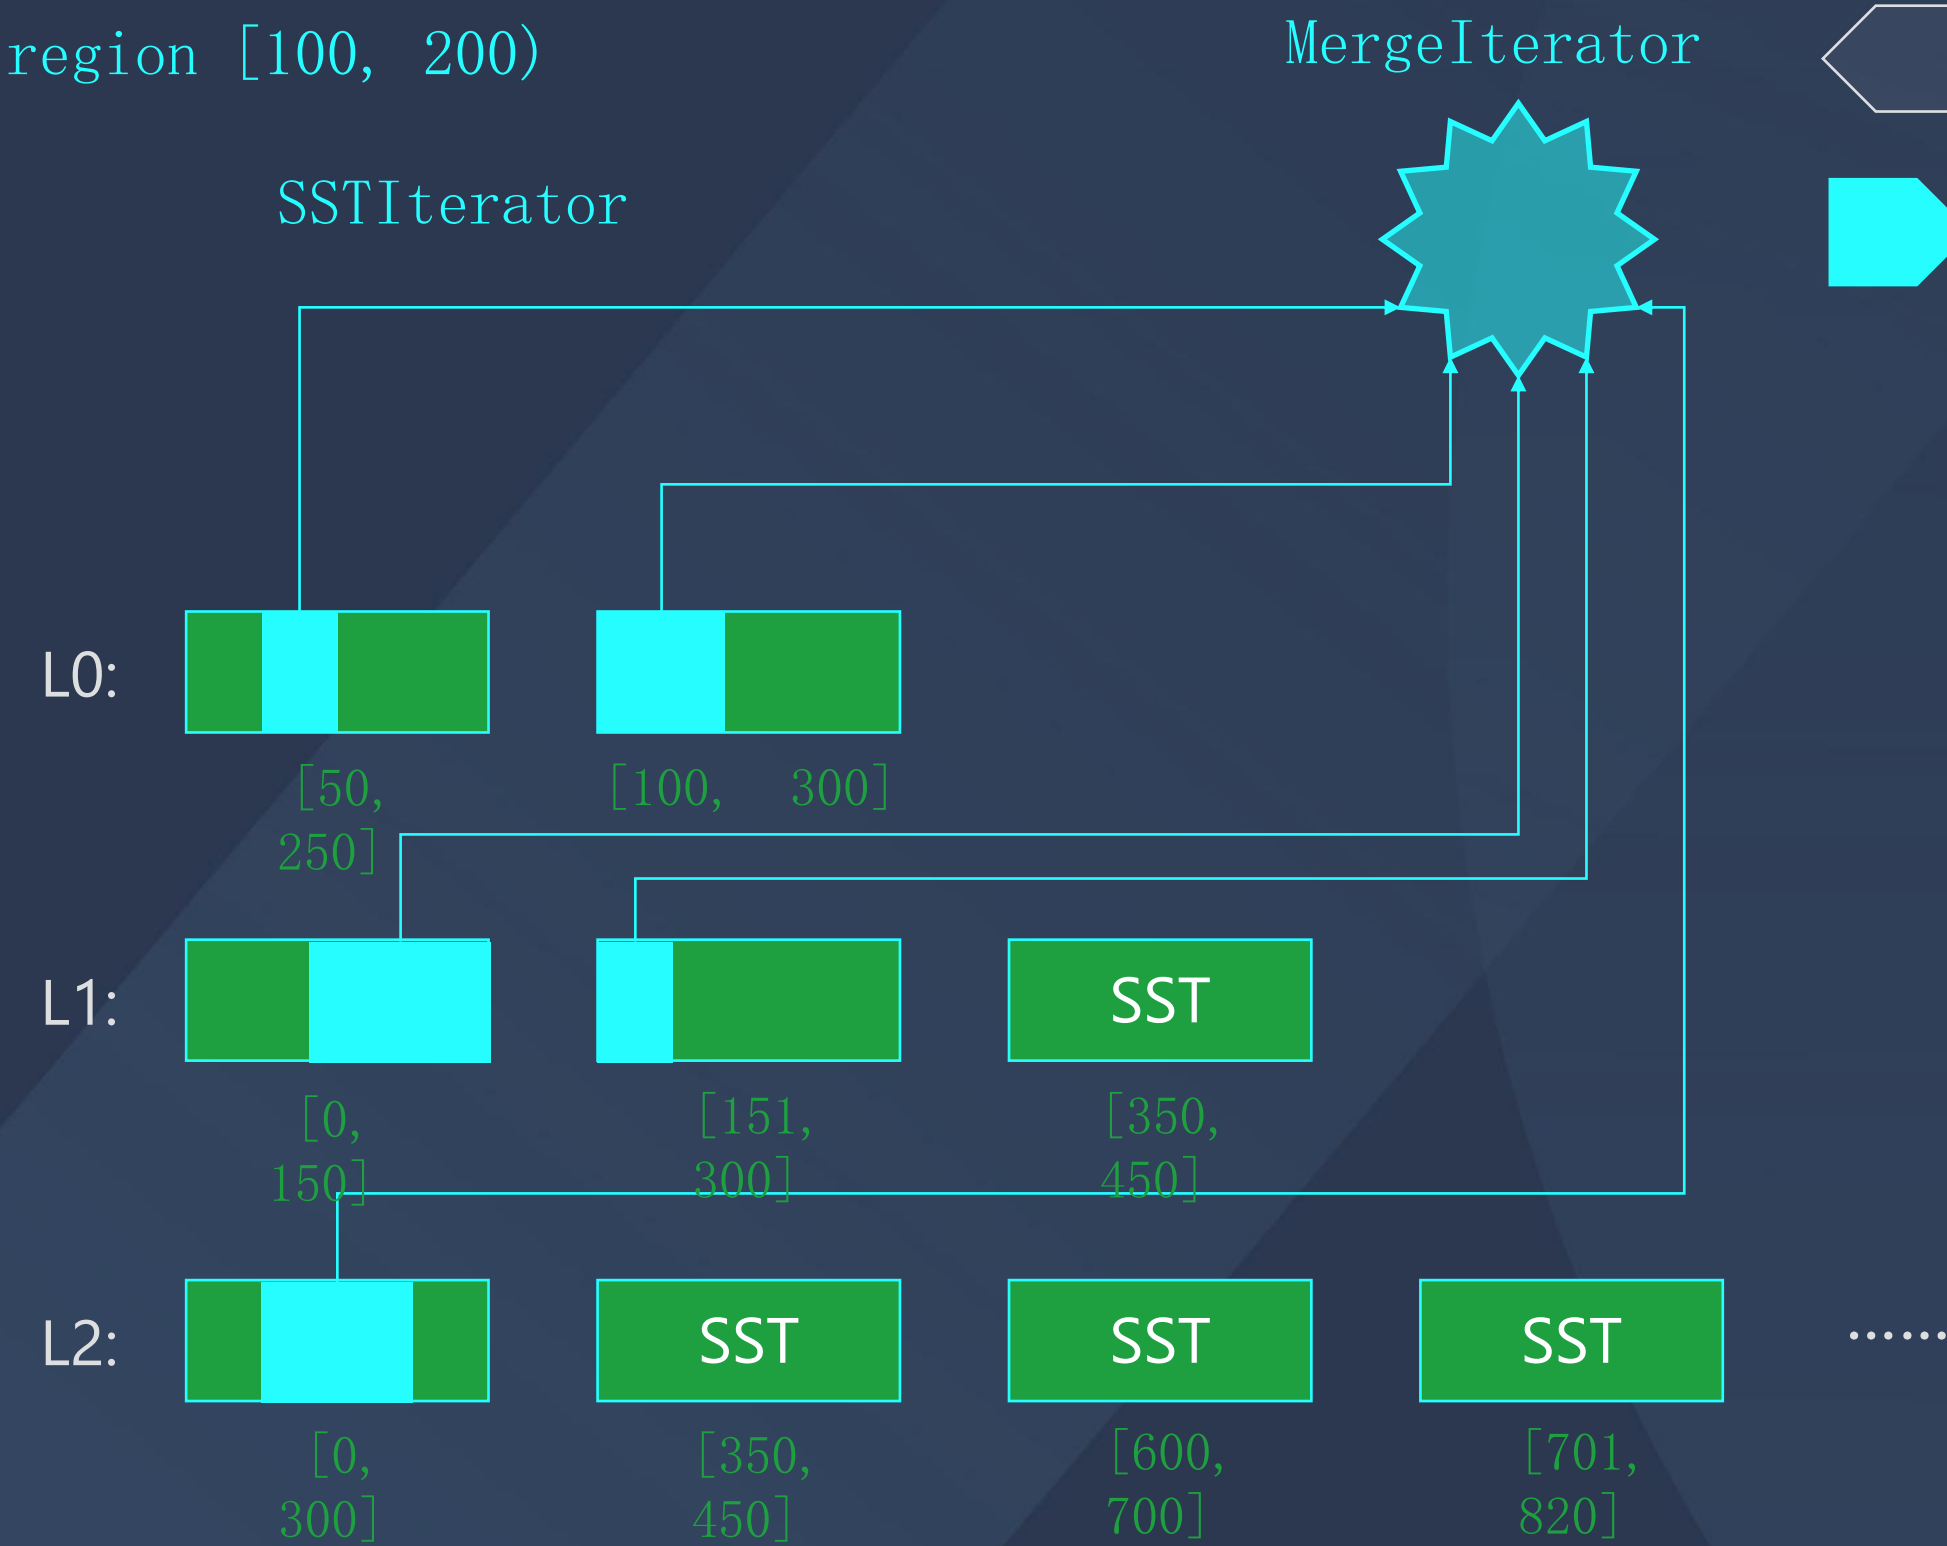 region [100, 200)
MergeIterator
SSTIterator
L0:
[50,
250]
[100, 300]
L1:
SST
[0,
150]
[151,
300]
[350,
450]
L2:
SST
SST
SST
......
[0,
300]
[350,
450]
[600,
700]
[701,
820]